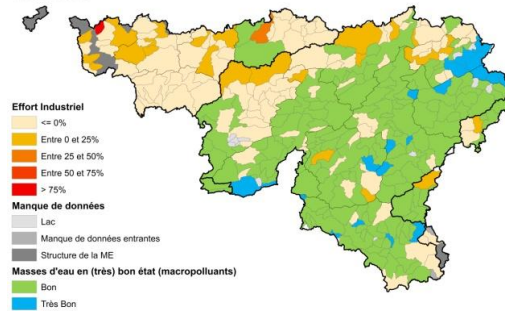 Effort Industriel
<= 0%
Entre 0 et 25%
Entre 25 et 50%
Entre 50 et 75%
> 75%
Manque de données
Lac
Manque de données entrantes
Structure de la ME
Masses d'eau en (très) bon état (macropolluants)
Bon
Très Bon